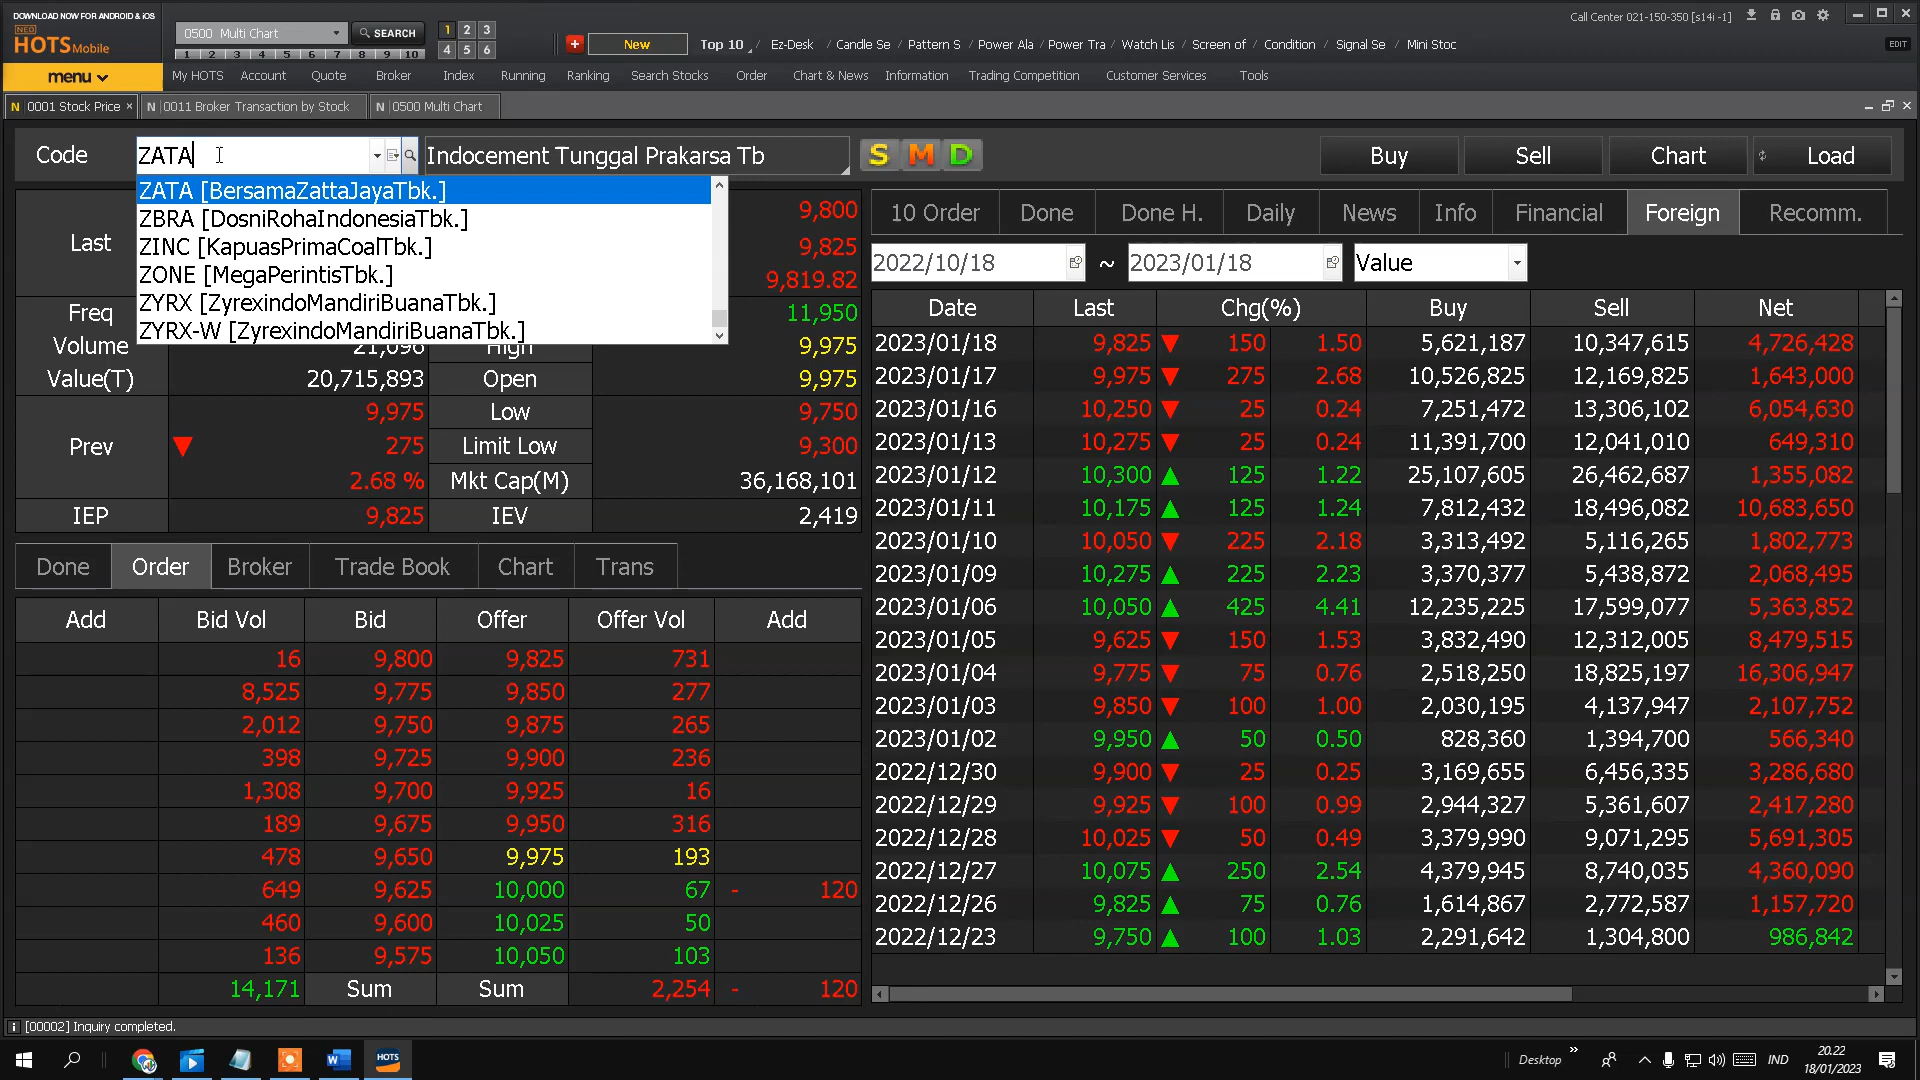 DOWNLOAD NOW FOR ANDROID & iOS
NEO
HOTS Mobile
0500 Multi Chart
SEARCH
1 2 3 4 5 6 7 8 9 10
1 2 3
4 5 6
New
Top 10 / Ez-Desk / Candle Se / Pattern S / Power Ala / Power Tra / Watch Lis / Screen of / Condition / Signal Se / Mini Stoc
Call Center 021-150-350 [s14i -1]
EDIT
menu
My HOTS Account Quote Broker Index Running Ranking Search Stocks Order Chart & News Information Trading Competition Customer Services Tools
N 0001 Stock Price × N 0011 Broker Transaction by Stock N 0500 Multi Chart
Code ZATA Indocement Tunggal Prakarsa Tb S M D Buy Sell Chart Load
ZATA [BersamaZattaJayaTbk.]
ZBRA [DosniRohaIndonesiaTbk.]
ZINC [KapuasPrimaCoalTbk.]
ZONE [MegaPerintisTbk.]
ZYRX [ZyrexindoMandiriBuanaTbk.]
ZYRX-W [ZyrexindoMandiriBuanaTbk.]
Last
9,800
9,825
9,819.82
Freq 11,950
Volume 21,096 High 9,975
Value(T) 20,715,893 Open 9,975
9,975 Low 9,750
Prev ▼ 275 Limit Low 9,300
2.68 % Mkt Cap(M) 36,168,101
IEP 9,825 IEV 2,419
Done Order Broker Trade Book Chart Trans
Add Bid Vol Bid Offer Offer Vol Add
16 9,800 9,825 731
8,525 9,775 9,850 277
2,012 9,750 9,875 265
398 9,725 9,900 236
1,308 9,700 9,925 16
189 9,675 9,950 316
478 9,650 9,975 193
649 9,625 10,000 67 - 120
460 9,600 10,025 50
136 9,575 10,050 103
14,171 Sum Sum 2,254 - 120
10 Order Done Done H. Daily News Info Financial Foreign Recomm.
2022/10/18 ~ 2023/01/18 Value
Date Last Chg(%) Buy Sell Net
2023/01/18 9,825 ▼ 150 1.50 5,621,187 10,347,615 4,726,428
2023/01/17 9,975 ▼ 275 2.68 10,526,825 12,169,825 1,643,000
2023/01/16 10,250 ▼ 25 0.24 7,251,472 13,306,102 6,054,630
2023/01/13 10,275 ▼ 25 0.24 11,391,700 12,041,010 649,310
2023/01/12 10,300 ▲ 125 1.22 25,107,605 26,462,687 1,355,082
2023/01/11 10,175 ▲ 125 1.24 7,812,432 18,496,082 10,683,650
2023/01/10 10,050 ▼ 225 2.18 3,313,492 5,116,265 1,802,773
2023/01/09 10,275 ▲ 225 2.23 3,370,377 5,438,872 2,068,495
2023/01/06 10,050 ▲ 425 4.41 12,235,225 17,599,077 5,363,852
2023/01/05 9,625 ▼ 150 1.53 3,832,490 12,312,005 8,479,515
2023/01/04 9,775 ▼ 75 0.76 2,518,250 18,825,197 16,306,947
2023/01/03 9,850 ▼ 100 1.00 2,030,195 4,137,947 2,107,752
2023/01/02 9,950 ▲ 50 0.50 828,360 1,394,700 566,340
2022/12/30 9,900 ▼ 25 0.25 3,169,655 6,456,335 3,286,680
2022/12/29 9,925 ▼ 100 0.99 2,944,327 5,361,607 2,417,280
2022/12/28 10,025 ▼ 50 0.49 3,379,990 9,071,295 5,691,305
2022/12/27 10,075 ▲ 250 2.54 4,379,945 8,740,035 4,360,090
2022/12/26 9,825 ▲ 75 0.76 1,614,867 2,772,587 1,157,720
2022/12/23 9,750 ▲ 100 1.03 2,291,642 1,304,800 986,842
[00002] Inquiry completed.
HOTS
Desktop » IND 20.22
18/01/2023